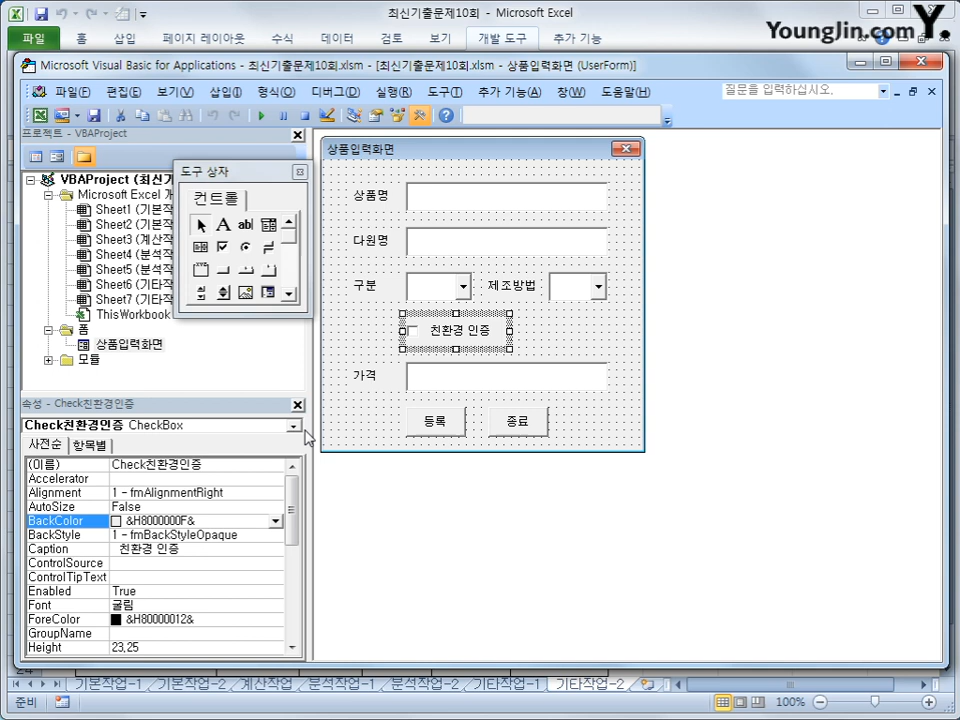 최신기출문제10회.xlsm - Microsoft Excel
파일 홈 삽입 페이지 레이아웃 수식 데이터 검토 보기 개발 도구 추가 기능
YoungJin.com Y.
Microsoft Visual Basic for Applications - 최신기출문제10회.xlsm - [최신기출문제10회.xlsm - 상품입력화면 (UserForm)]
파일(F) 편집(E) 보기(V) 삽입(I) 형식(O) 디버그(D) 실행(R) 도구(T) 추가 기능(A) 창(W) 도움말(H)
질문을 입력하십시오.
프로젝트 - VBAProject
VBAProject (최신기
Microsoft Excel 개
Sheet1 (기본작
Sheet2 (기본작
Sheet3 (계산작
Sheet4 (분석작
Sheet5 (분석작
Sheet6 (기타작
Sheet7 (기타작
ThisWorkbook
폼
상품입력화면
모듈
도구 상자
컨트롤
상품입력화면
상품명
다원명
구분
제조방법
친환경 인증
가격
등록 종료
속성 - Check친환경인증
Check친환경인증 CheckBox
사전순 항목별
(이름) Check친환경인증
Accelerator
Alignment 1 - fmAlignmentRight
AutoSize False
BackColor &H8000000F&
BackStyle 1 - fmBackStyleOpaque
Caption 친환경 인증
ControlSource
ControlTipText
Enabled True
Font 굴림
ForeColor &H80000012&
GroupName
Height 23,25
기본작업-1 기본작업-2 계산작업 분석작업-1 분석작업-2 기타작업-1 기타작업-2
준비
100%